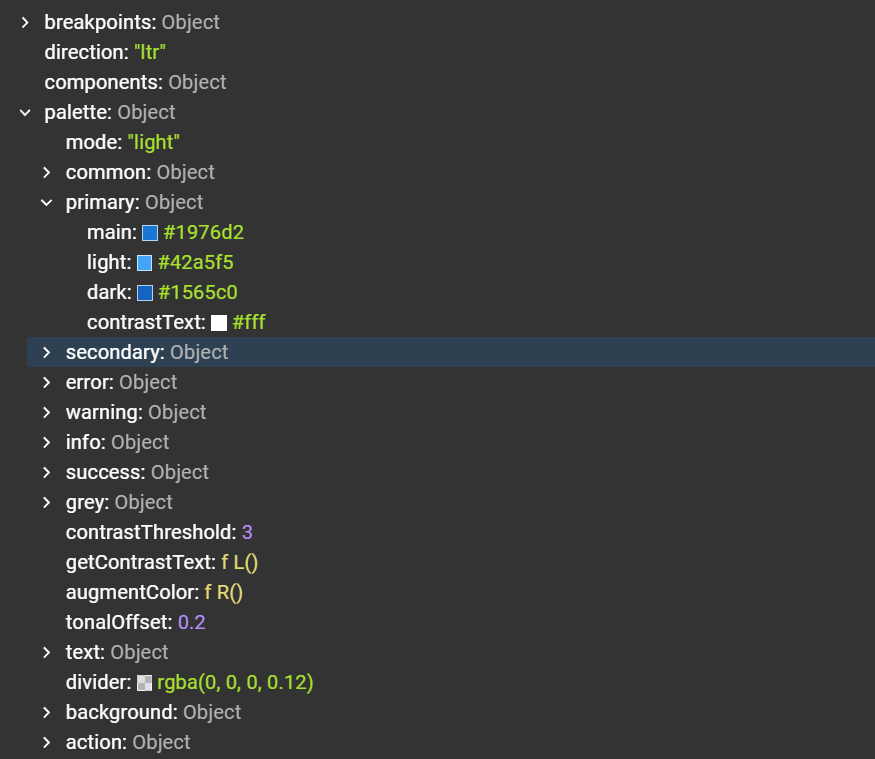 breakpoints: Object
direction: "ltr"
components: Object
palette: Object
mode: "light"
common: Object
primary: Object
main: #1976d2
light: #42a5f5
dark: #1565c0
contrastText: #fff
secondary: Object
error: Object
warning: Object
info: Object
success: Object
grey: Object
contrastThreshold: 3
getContrastText: f L()
augmentColor: f R()
tonalOffset: 0.2
text: Object
divider: rgba(0, 0, 0, 0.12)
background: Object
action: Object